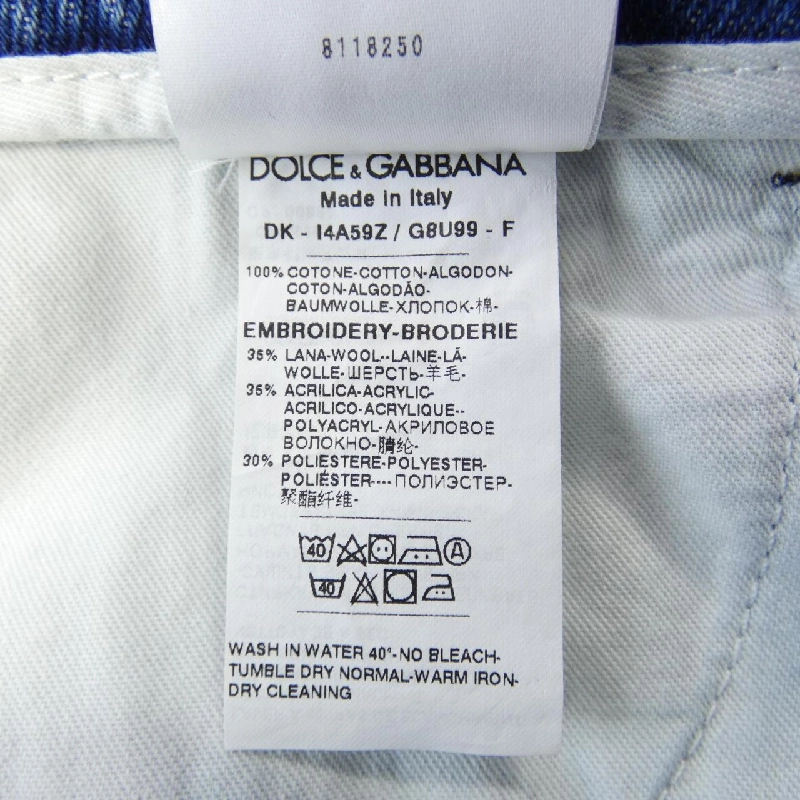 8118250
DOLCE & GABBANA
Made in Italy
DK - I4A59Z / G8U99 - F
100% COTONE-COTTON-ALGODON-
COTON-ALGODÃO-
BAUMWOLLE-ХЛОПОК-棉-
EMBROIDERY-BRODERIE
35% LANA-WOOL--LAINE-LÃ-
WOLLE-ШЕРСТЬ-羊毛-
35% ACRILICA-ACRYLIC-
ACRILICO-ACRYLIQUE--
POLYACRYL-АКРИЛОВОЕ
ВОЛОКНО-腈纶-
30% POLIESTERE-POLYESTER-
POLIÉSTER----ПОЛИЭСТЕР-
聚酯纤维-
40 A
40
WASH IN WATER 40°-NO BLEACH-
TUMBLE DRY NORMAL-WARM IRON-
DRY CLEANING